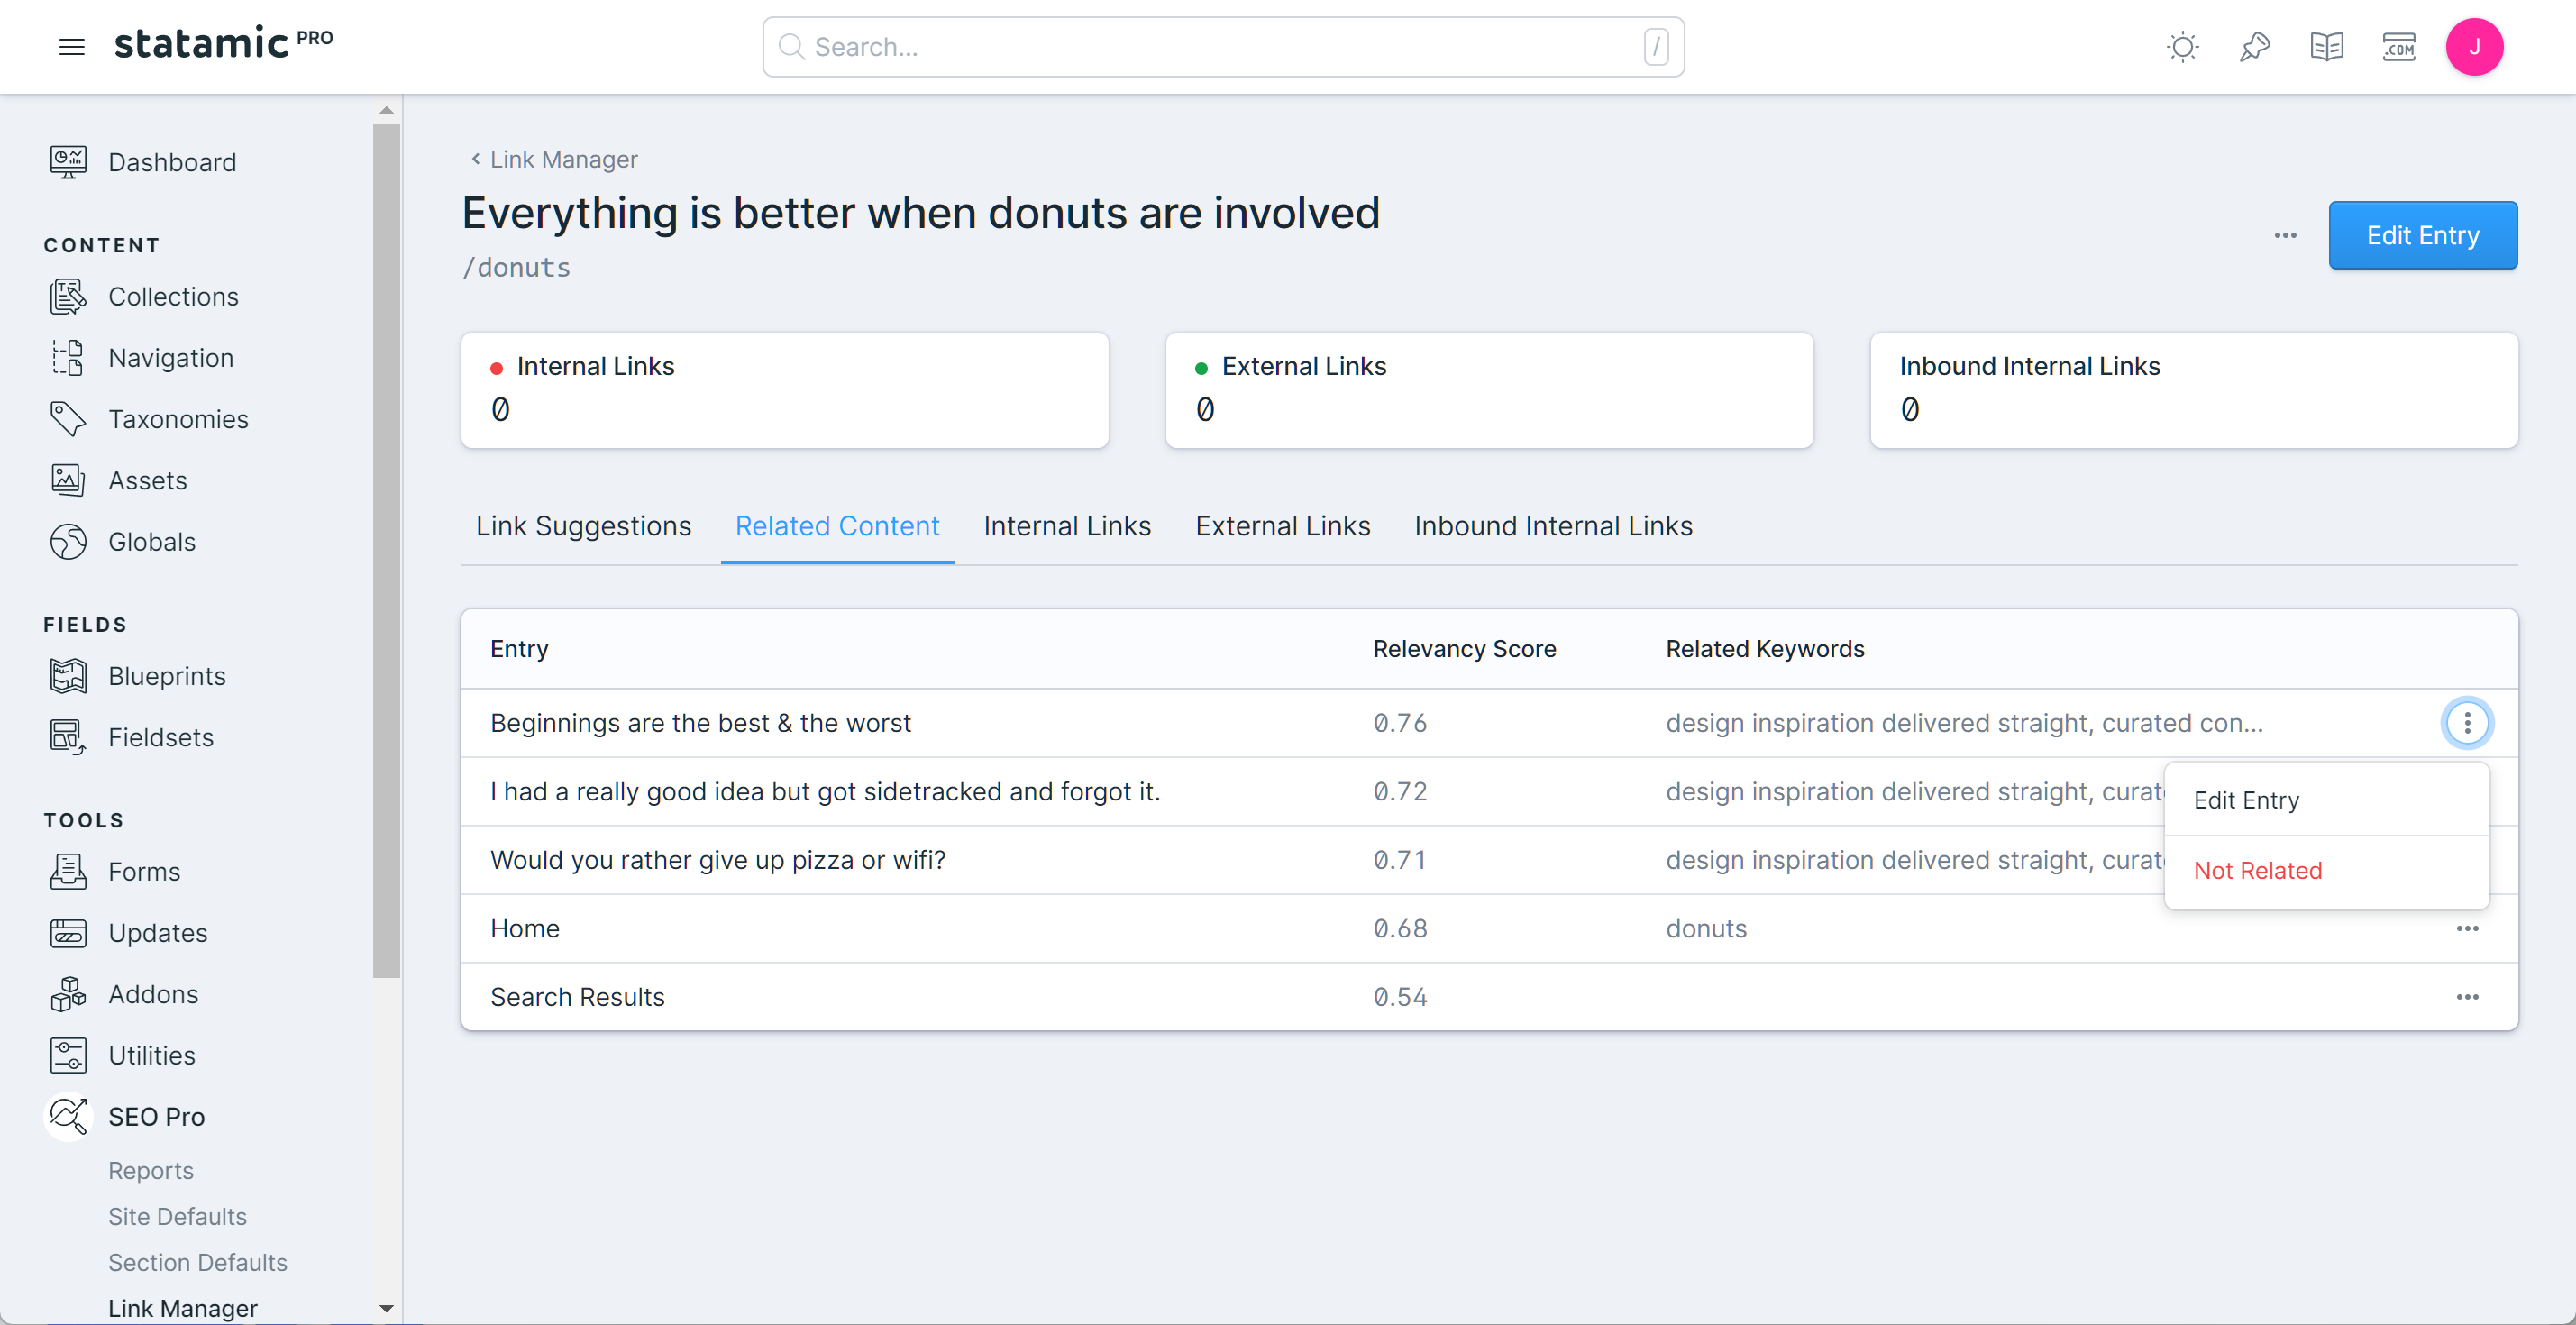 statamic PRO
Search...
/
.COM
J
Dashboard
CONTENT
Collections
Navigation
Taxonomies
Assets
Globals
FIELDS
Blueprints
Fieldsets
TOOLS
Forms
Updates
Addons
Utilities
SEO Pro
Reports
Site Defaults
Section Defaults
Link Manager
Link Manager
Everything is better when donuts are involved
/donuts
Edit Entry
Internal Links
0
External Links
0
Inbound Internal Links
0
Link Suggestions Related Content Internal Links External Links Inbound Internal Links
Entry Relevancy Score Related Keywords
Beginnings are the best & the worst 0.76 design inspiration delivered straight, curated con...
I had a really good idea but got sidetracked and forgot it. 0.72 design inspiration delivered straight,
Would you rather give up pizza or wifi? 0.71 design inspiration delivered straight,
Home 0.68 donuts
Search Results 0.54
Edit Entry
Not Related